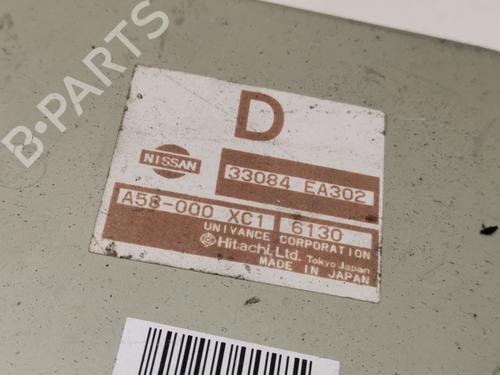 B-PARTS
D
NISSAN
33084 EA302
A58-000 XC1 6130
UNIVANCE CORPORATION
Hitachi, Ltd. Tokyo Japan
MADE IN JAPAN